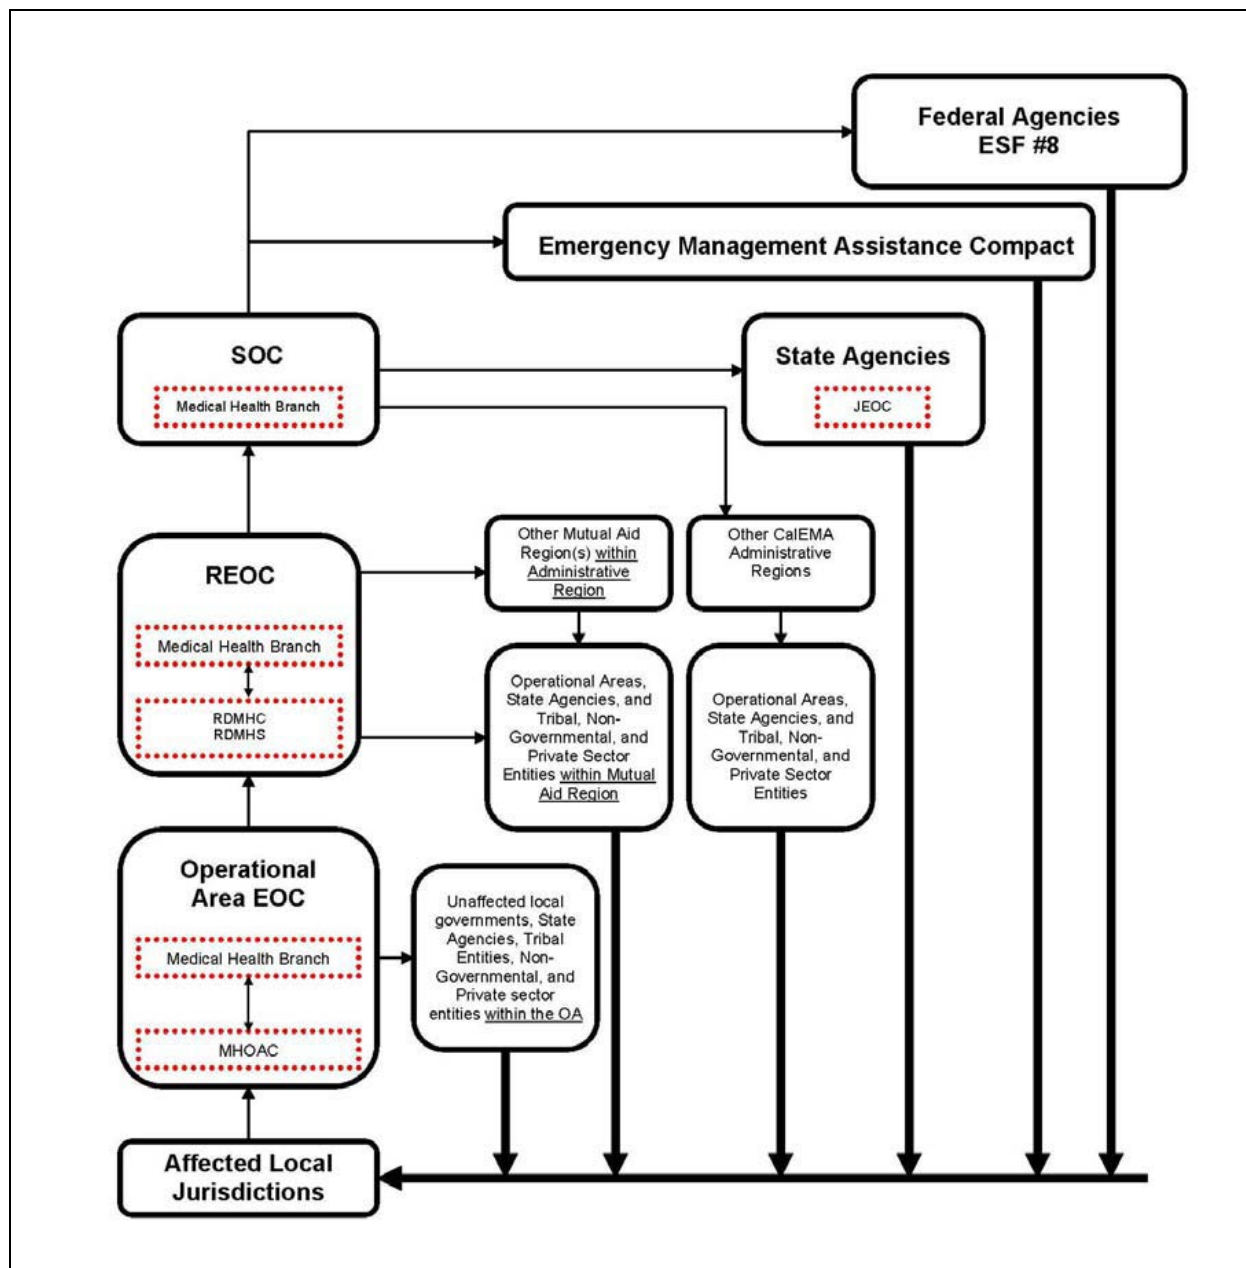 Federal Agencies
ESF #8
Emergency Management Assistance Compact
SOC
Medical Health Branch
State Agencies
JEOC
REOC
Medical Health Branch
RDMHC
RDMHS
Other Mutual Aid
Region(s) within
Administrative
Region
Other CalEMA
Administrative
Regions
Operational Areas,
State Agencies, and
Tribal, Non-
Governmental, and
Private Sector
Entities within Mutual
Aid Region
Operational Areas,
State Agencies, and
Tribal, Non-
Governmental, and
Private Sector
Entities
Operational
Area EOC
Medical Health Branch
MHOAC
Unaffected local
governments, State
Agencies, Tribal
Entities, Non-
Governmental, and
Private sector
entities within the OA
Affected Local
Jurisdictions